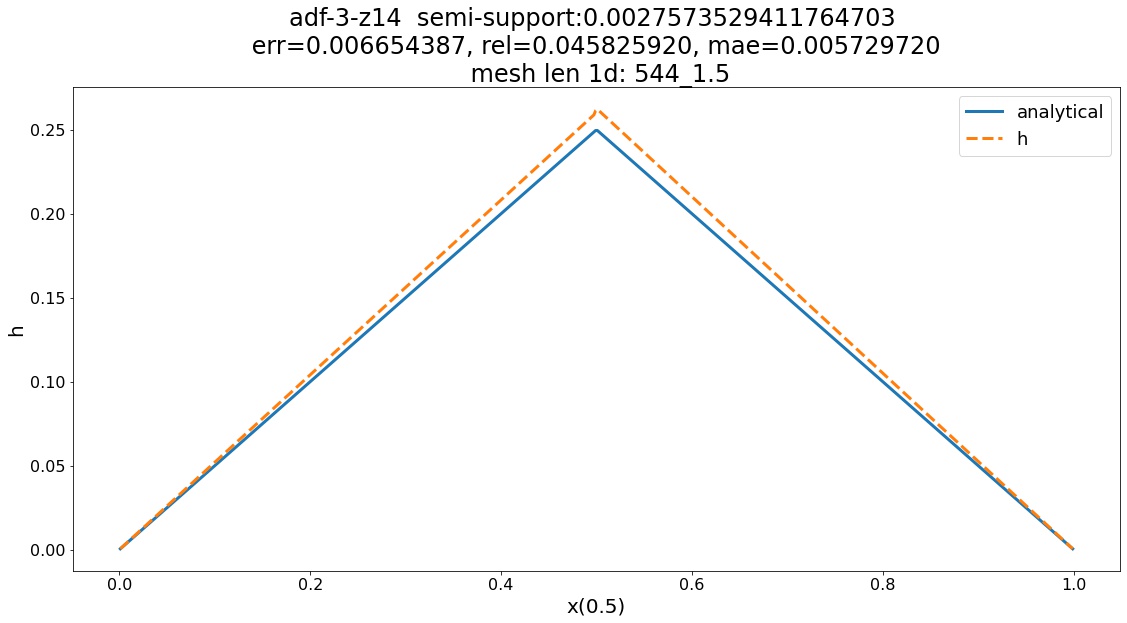 adf-3-z14  semi-support:0.0027573529411764703
err=0.006654387, rel=0.045825920, mae=0.005729720
mesh len 1d: 544_1.5
analytical
h
0.25
0.20
0.15
0.10
0.05
0.00
h
0.0 0.2 0.4 0.6 0.8 1.0
x(0.5)